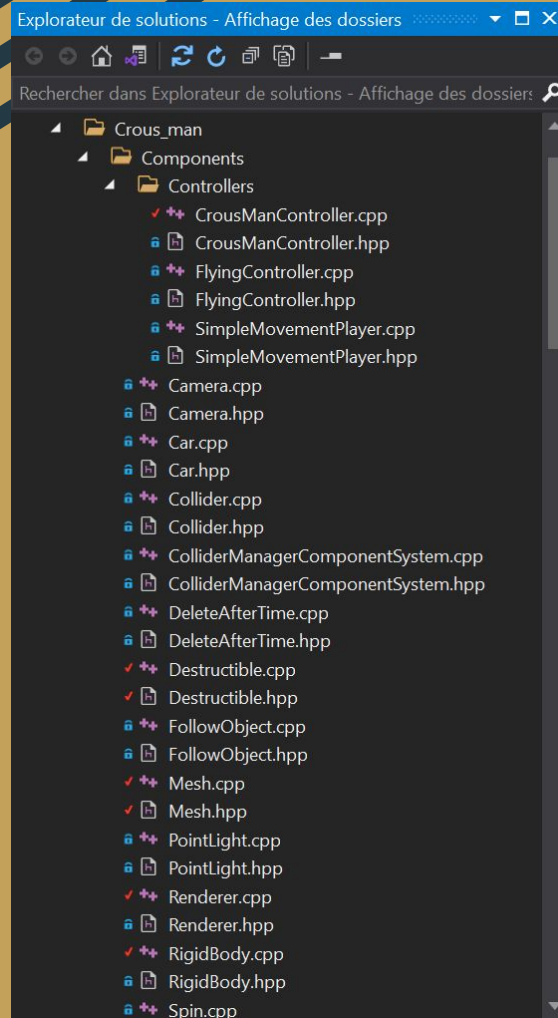 Explorateur de solutions - Affichage des dossiers
Rechercher dans Explorateur de solutions - Affichage des dossiers
Crous_man
Components
Controllers
CrousManController.cpp
CrousManController.hpp
FlyingController.cpp
FlyingController.hpp
SimpleMovementPlayer.cpp
SimpleMovementPlayer.hpp
Camera.cpp
Camera.hpp
Car.cpp
Car.hpp
Collider.cpp
Collider.hpp
ColliderManagerComponentSystem.cpp
ColliderManagerComponentSystem.hpp
DeleteAfterTime.cpp
DeleteAfterTime.hpp
Destructible.cpp
Destructible.hpp
FollowObject.cpp
FollowObject.hpp
Mesh.cpp
Mesh.hpp
PointLight.cpp
PointLight.hpp
Renderer.cpp
Renderer.hpp
RigidBody.cpp
RigidBody.hpp
Spin.cpp